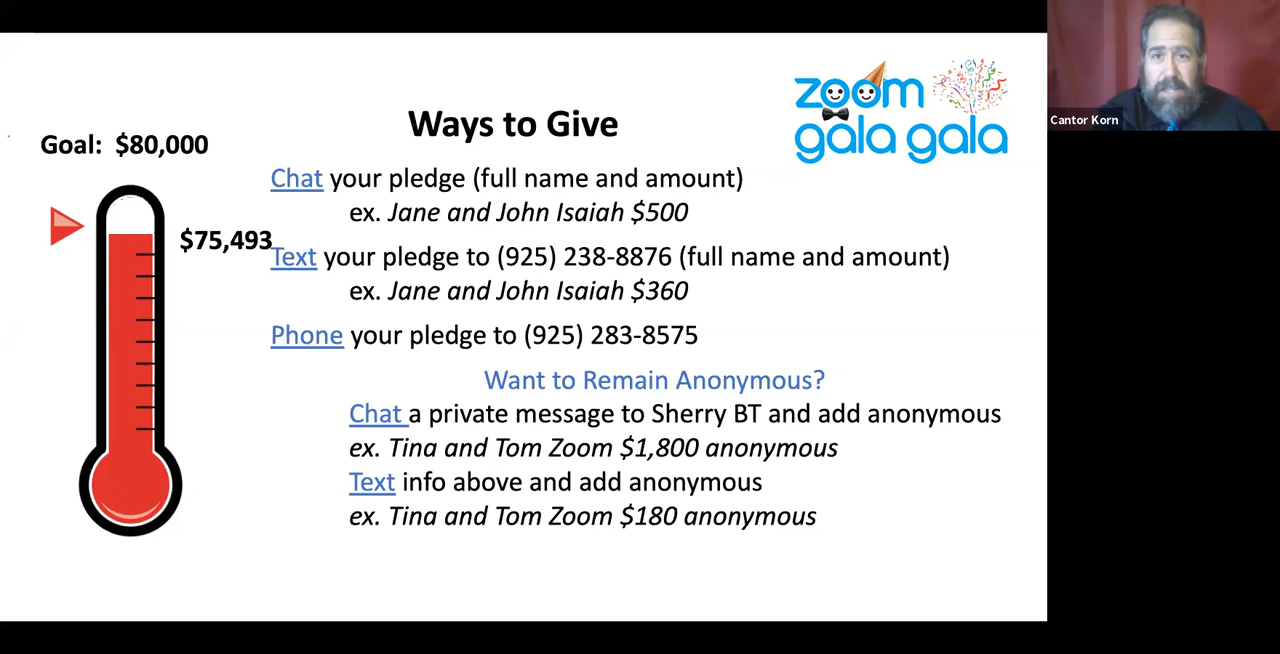 zoom
gala gala
Ways to Give
Goal: $80,000
$75,493
Chat your pledge (full name and amount)
ex. Jane and John Isaiah $500
Text your pledge to (925) 238-8876 (full name and amount)
ex. Jane and John Isaiah $360
Phone your pledge to (925) 283-8575
Want to Remain Anonymous?
Chat a private message to Sherry BT and add anonymous
ex. Tina and Tom Zoom $1,800 anonymous
Text info above and add anonymous
ex. Tina and Tom Zoom $180 anonymous
Cantor Korn